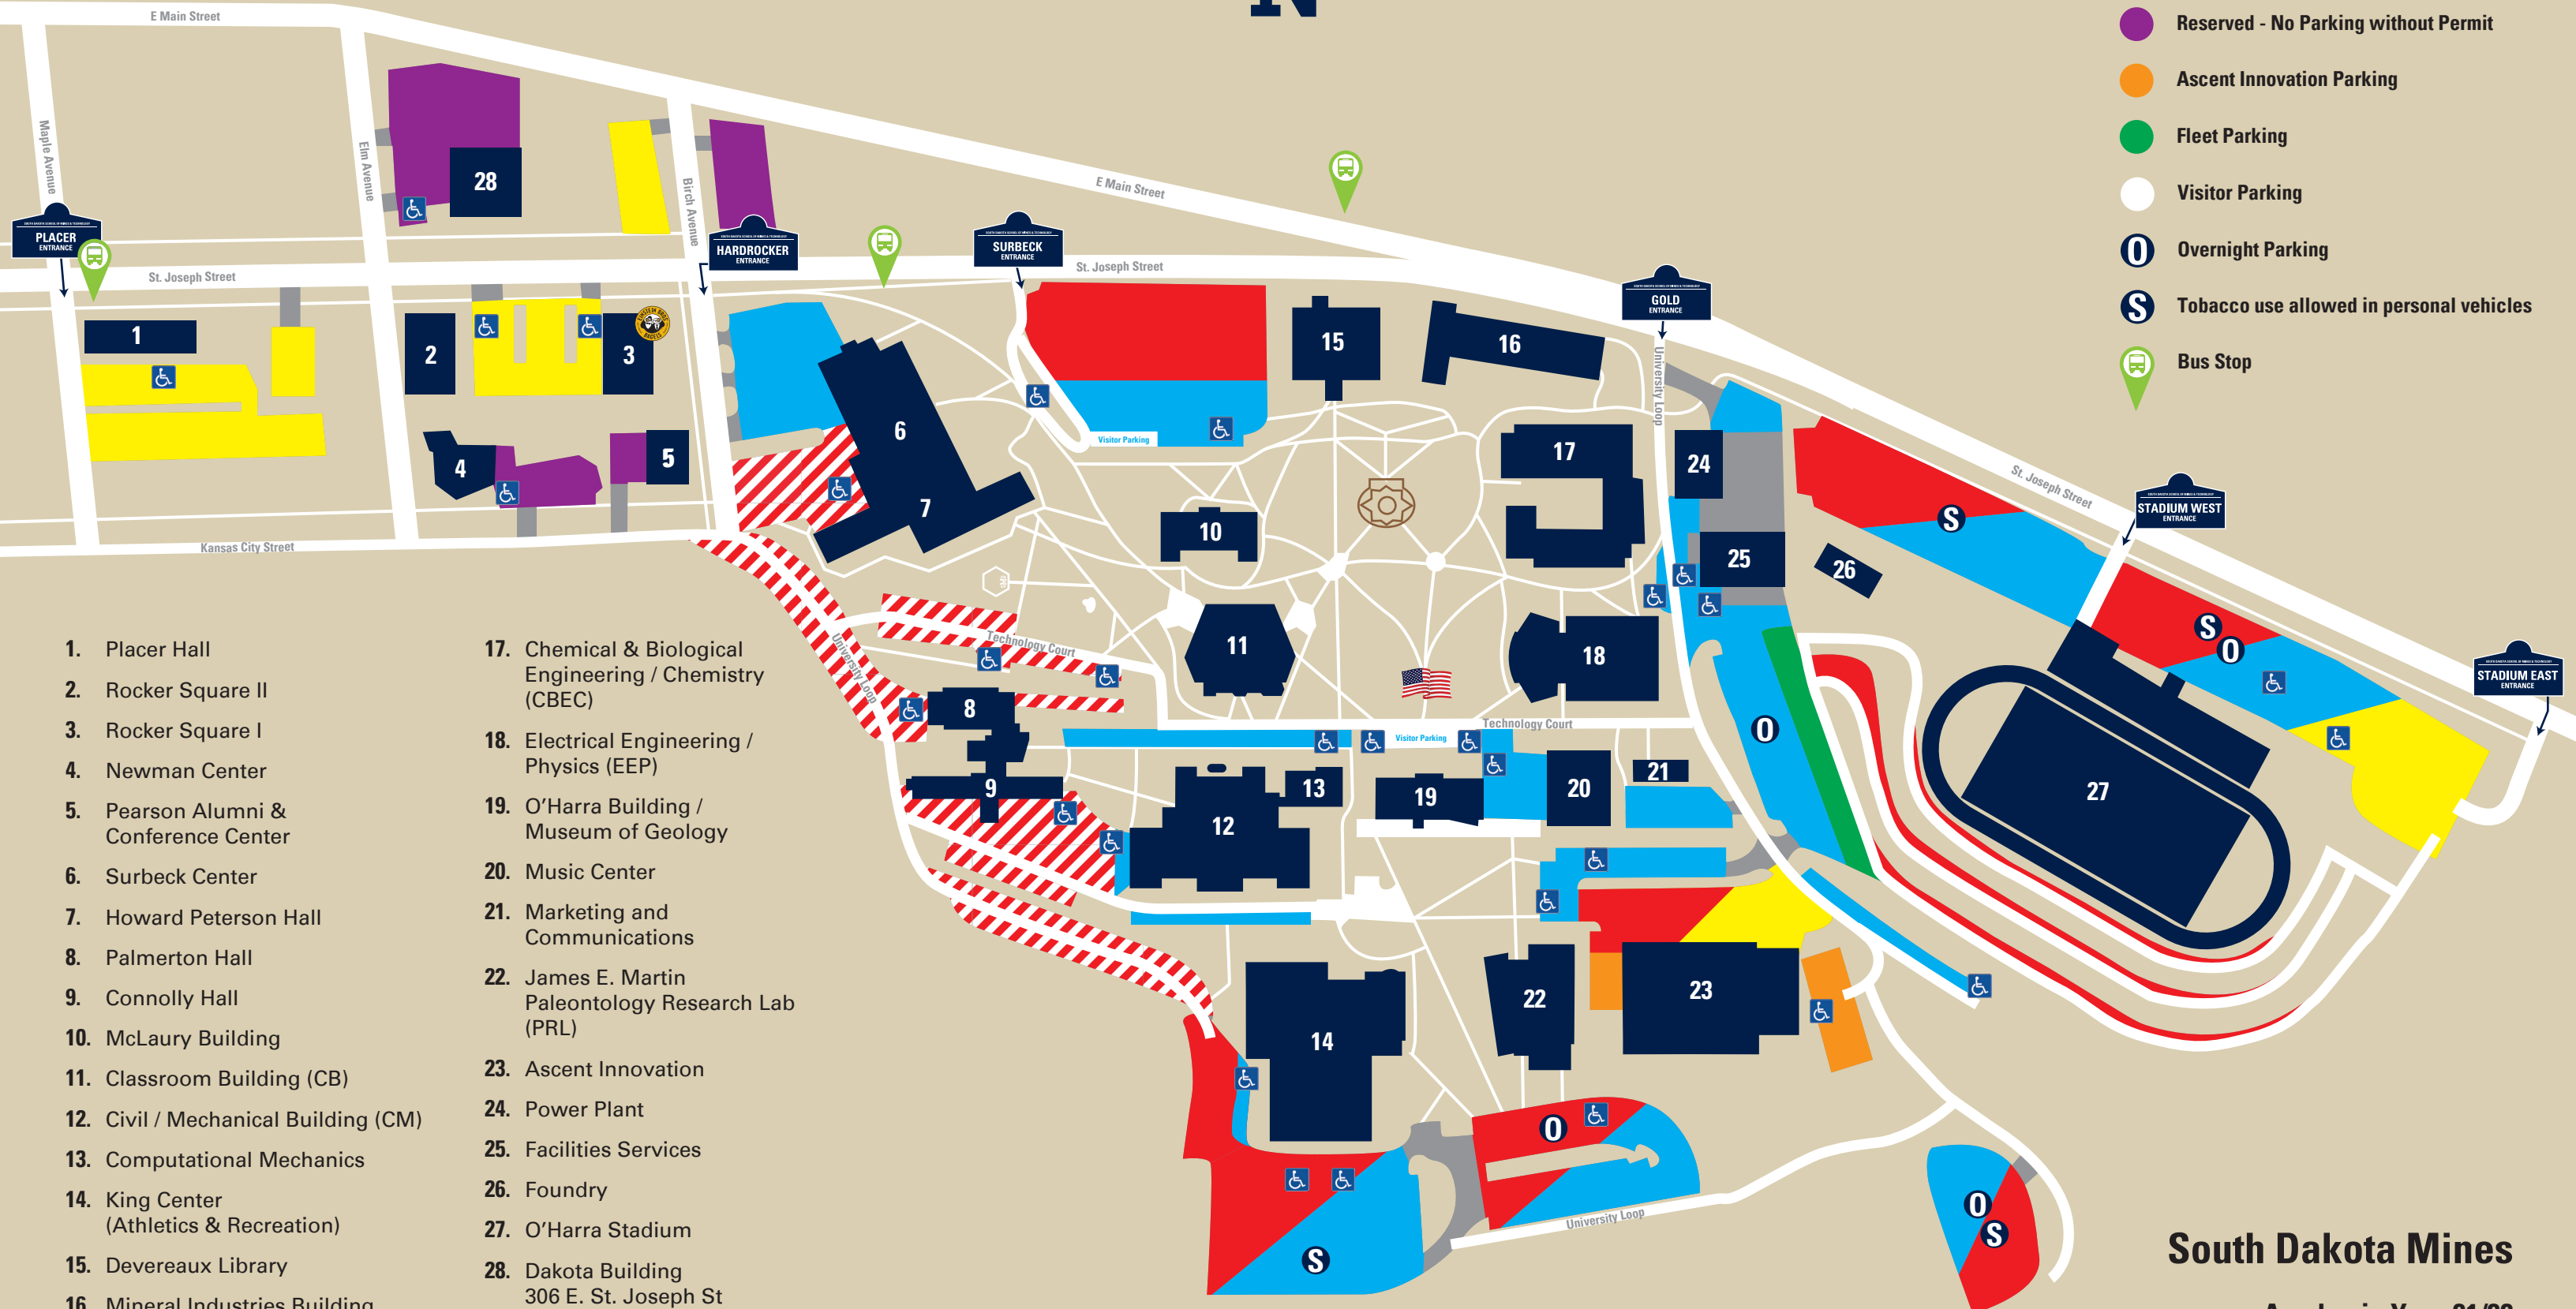 N
E Main Street
Reserved - No Parking without Permit
Ascent Innovation Parking
Fleet Parking
Visitor Parking
O Overnight Parking
S Tobacco use allowed in personal vehicles
Bus Stop
Maple Avenue
Elm Avenue
Birch Avenue
E Main Street
28
PLACER
ENTRANCE
HARDROCKER
ENTRANCE
SURBECK
ENTRANCE
GOLD
ENTRANCE
STADIUM WEST
ENTRANCE
STADIUM EAST
ENTRANCE
St. Joseph Street
St. Joseph Street
St. Joseph Street
University Loop
1
2
3
4
5
6
7
15
16
17
24
25
26
10
11
18
8
9
12
13
19
20
21
27
14
22
23
Visitor Parking
Kansas City Street
Technology Court
University Loop
Technology Court
Visitor Parking
University Loop
S
S
O
O
O
S
O
S
1. Placer Hall
2. Rocker Square II
3. Rocker Square I
4. Newman Center
5. Pearson Alumni &
Conference Center
6. Surbeck Center
7. Howard Peterson Hall
8. Palmerton Hall
9. Connolly Hall
10. McLaury Building
11. Classroom Building (CB)
12. Civil / Mechanical Building (CM)
13. Computational Mechanics
14. King Center
(Athletics & Recreation)
15. Devereaux Library
16. Mineral Industries Building
17. Chemical & Biological
Engineering / Chemistry
(CBEC)
18. Electrical Engineering /
Physics (EEP)
19. O'Harra Building /
Museum of Geology
20. Music Center
21. Marketing and
Communications
22. James E. Martin
Paleontology Research Lab
(PRL)
23. Ascent Innovation
24. Power Plant
25. Facilities Services
26. Foundry
27. O'Harra Stadium
28. Dakota Building
306 E. St. Joseph St
South Dakota Mines